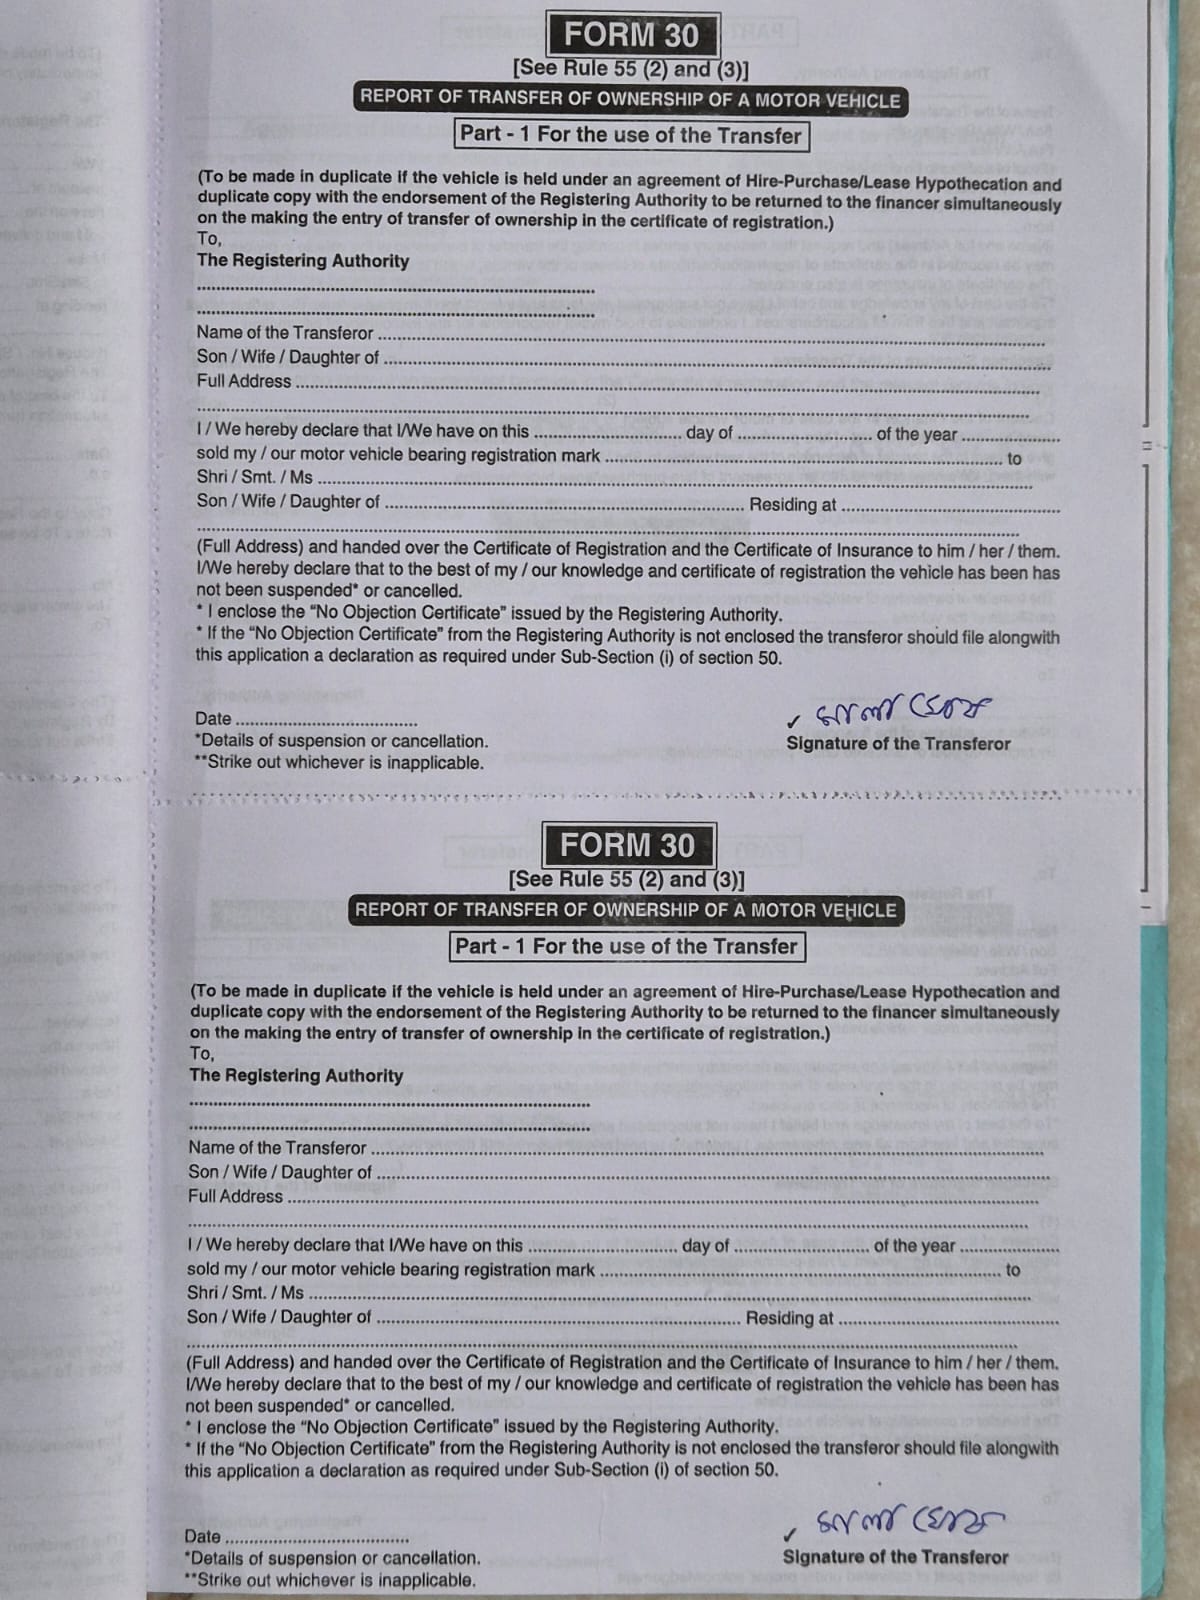 FORM 30
[See Rule 55 (2) and (3)]
REPORT OF TRANSFER OF OWNERSHIP OF A MOTOR VEHICLE
Part - 1 For the use of the Transfer
(To be made in duplicate if the vehicle is held under an agreement of Hire-Purchase/Lease Hypothecation and
duplicate copy with the endorsement of the Registering Authority to be returned to the financer simultaneously
on the making the entry of transfer of ownership in the certificate of registration.)
To,
The Registering Authority
Name of the Transferor
Son / Wife / Daughter of
Full Address
I / We hereby declare that I/We have on this ........ day of ........ of the year ........
sold my / our motor vehicle bearing registration mark ........ to
Shri / Smt. / Ms
Son / Wife / Daughter of ........ Residing at ........
(Full Address) and handed over the Certificate of Registration and the Certificate of Insurance to him / her / them.
I/We hereby declare that to the best of my / our knowledge and certificate of registration the vehicle has been has
not been suspended* or cancelled.
* I enclose the “No Objection Certificate” issued by the Registering Authority.
* If the “No Objection Certificate” from the Registering Authority is not enclosed the transferor should file alongwith
this application a declaration as required under Sub-Section (i) of section 50.
Date ........
*Details of suspension or cancellation.
Signature of the Transferor
**Strike out whichever is inapplicable.
FORM 30
[See Rule 55 (2) and (3)]
REPORT OF TRANSFER OF OWNERSHIP OF A MOTOR VEHICLE
Part - 1 For the use of the Transfer
(To be made in duplicate if the vehicle is held under an agreement of Hire-Purchase/Lease Hypothecation and
duplicate copy with the endorsement of the Registering Authority to be returned to the financer simultaneously
on the making the entry of transfer of ownership in the certificate of registration.)
To,
The Registering Authority
Name of the Transferor
Son / Wife / Daughter of
Full Address
I / We hereby declare that I/We have on this ........ day of ........ of the year ........
sold my / our motor vehicle bearing registration mark ........ to
Shri / Smt. / Ms
Son / Wife / Daughter of ........ Residing at ........
(Full Address) and handed over the Certificate of Registration and the Certificate of Insurance to him / her / them.
I/We hereby declare that to the best of my / our knowledge and certificate of registration the vehicle has been has
not been suspended* or cancelled.
* I enclose the “No Objection Certificate” issued by the Registering Authority.
* If the “No Objection Certificate” from the Registering Authority is not enclosed the transferor should file alongwith
this application a declaration as required under Sub-Section (i) of section 50.
Date ........
*Details of suspension or cancellation.
Signature of the Transferor
**Strike out whichever is inapplicable.